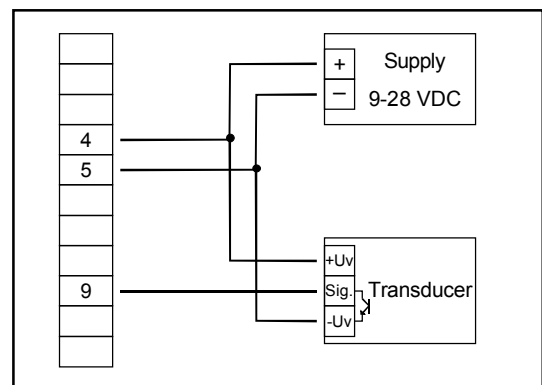 + Supply
– 9-28 VDC
4
5
+Uv
9 Sig. Transducer
-Uv